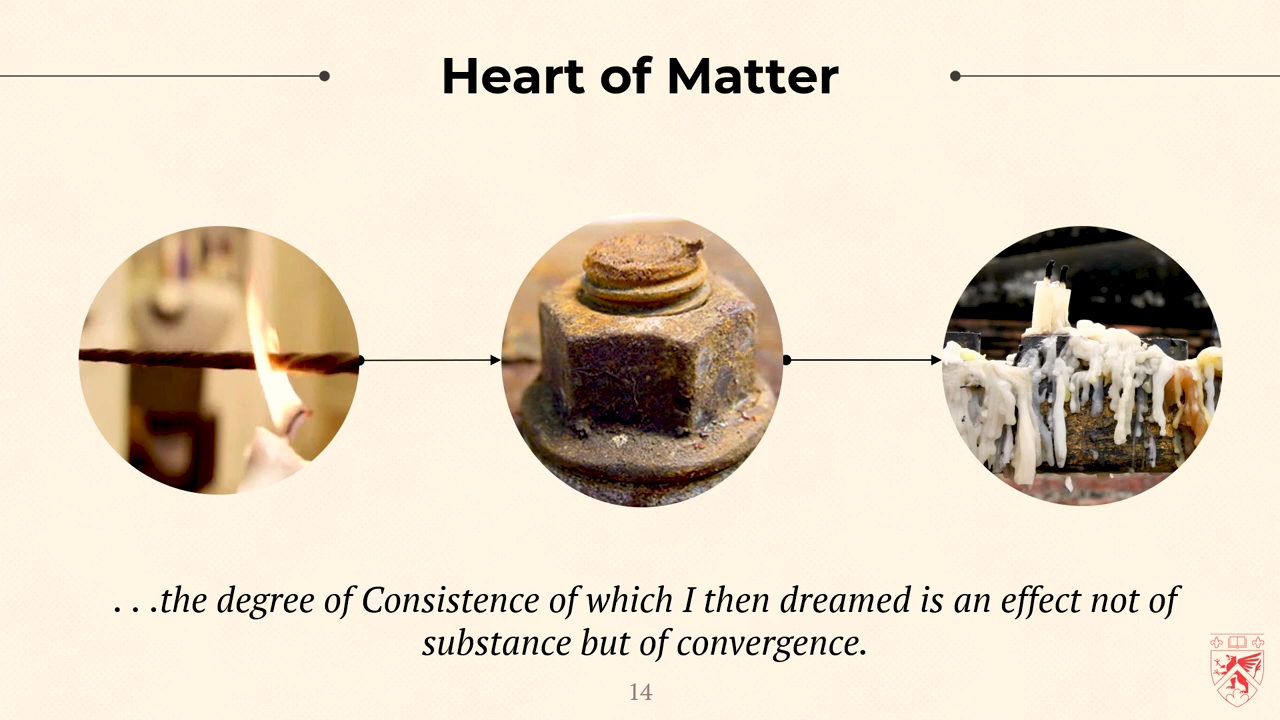 Heart of Matter
. . .the degree of Consistence of which I then dreamed is an effect not of
substance but of convergence.
14